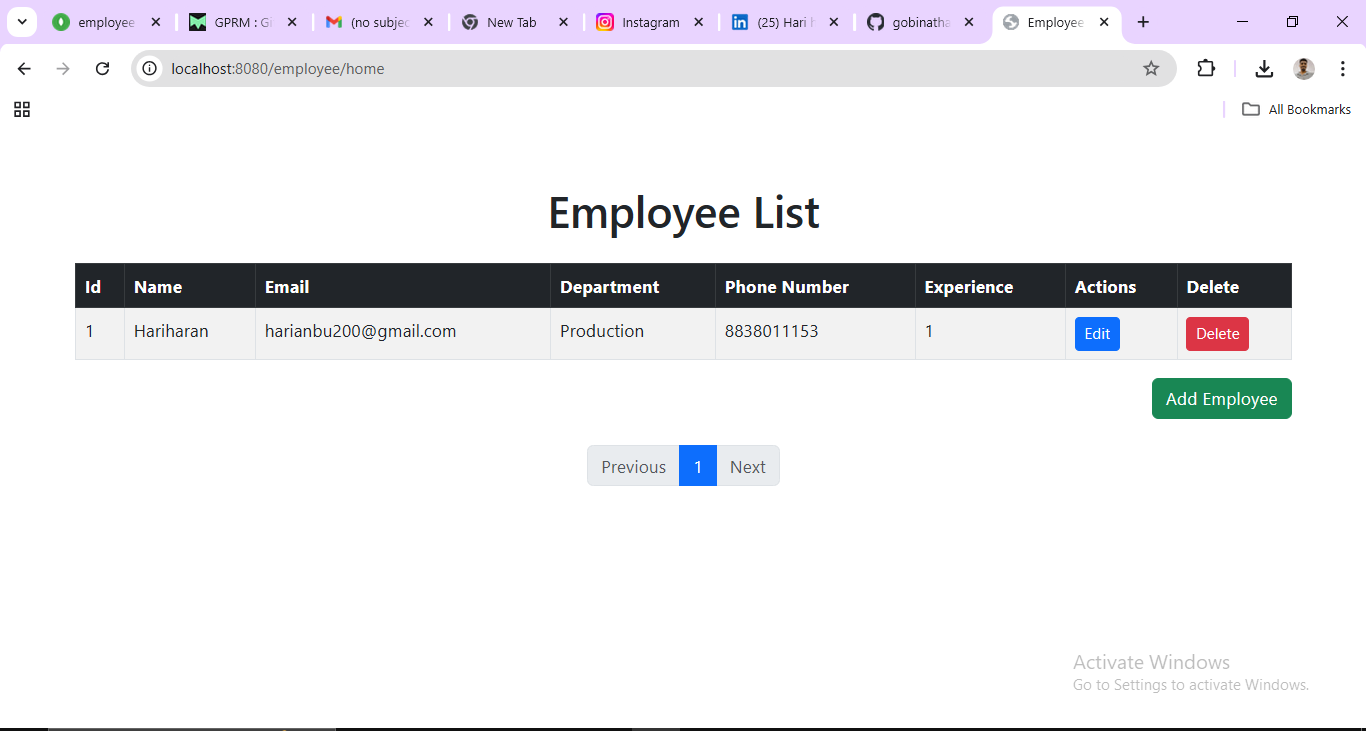 employee GPRM : Gi (no subjec New Tab Instagram (25) Hari h gobinatha Employee
localhost:8080/employee/home
All Bookmarks
Employee List
Id Name Email Department Phone Number Experience Actions Delete
1 Hariharan harianbu200@gmail.com Production 8838011153 1 Edit Delete
Add Employee
Previous 1 Next
Activate Windows
Go to Settings to activate Windows.